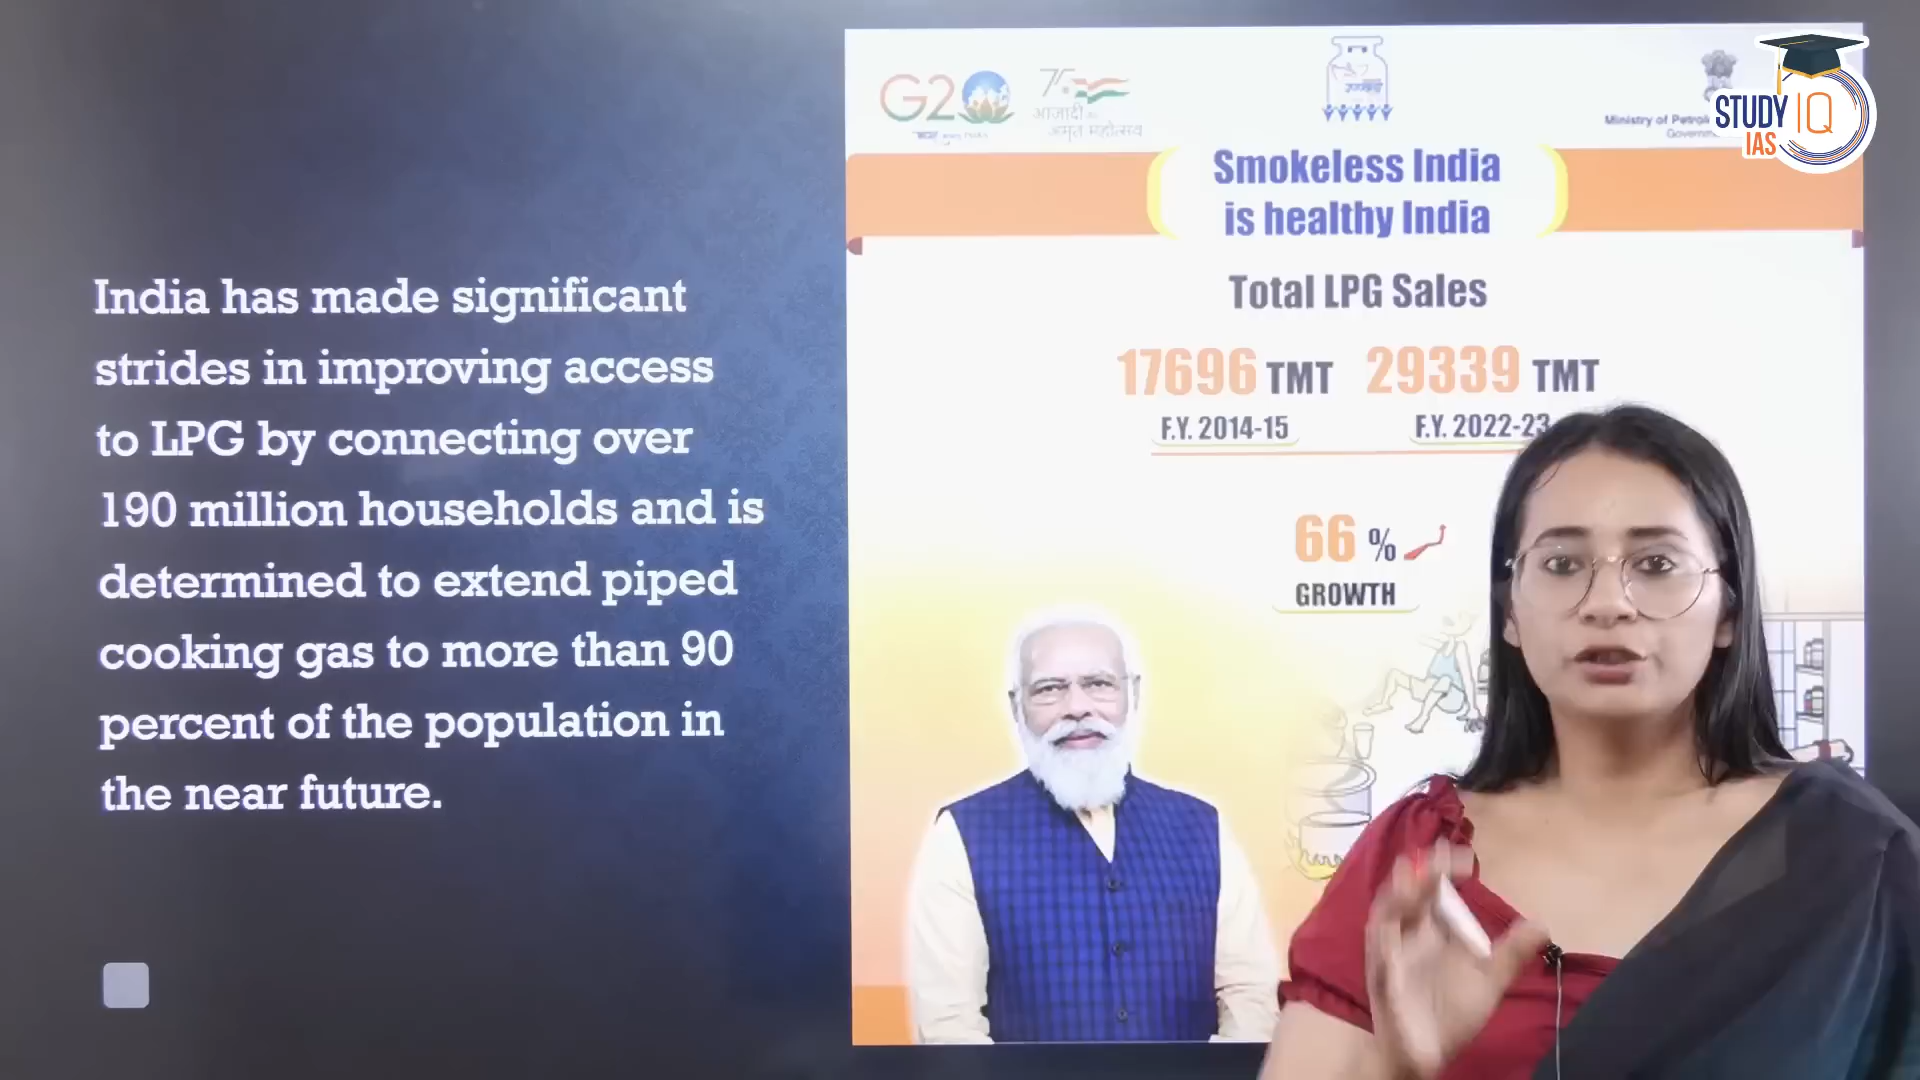 India has made significant
strides in improving access
to LPG by connecting over
190 million households and is
determined to extend piped
cooking gas to more than 90
percent of the population in
the near future.
G20
75
आज़ादी का
अमृत महोत्सव
Ministry of
STUDY IQ
IAS
Smokeless India
is healthy India
Total LPG Sales
17696 TMT 29339 TMT
F.Y. 2014-15 F.Y. 2022-23
66 %
GROWTH